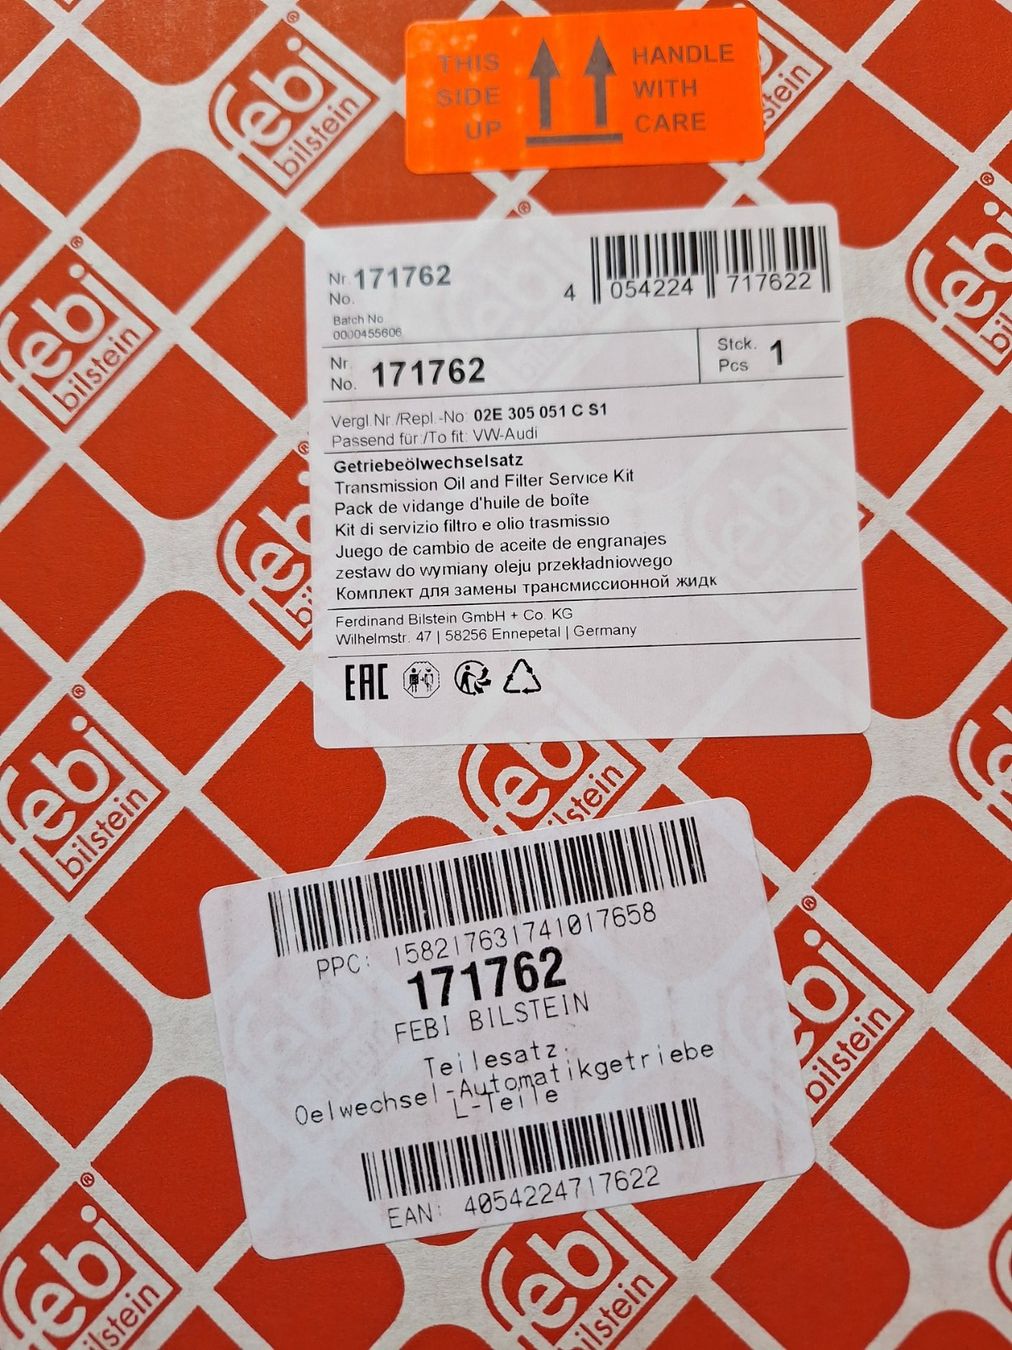 THIS SIDE UP
HANDLE WITH CARE
febi bilstein
Nr. No. 171762
4 054224 717622
Batch No
0000455606
Nr. No. 171762
Stck. Pcs 1
Vergl.Nr./Repl.-No: 02E 305 051 C S1
Passend für /To fit: VW-Audi
Getriebeölwechselsatz
Transmission Oil and Filter Service Kit
Pack de vidange d'huile de boîte
Kit di servizio filtro e olio trasmissio
Juego de cambio de aceite de engranajes
zestaw do wymiany oleju przekładniowego
Комплект для замены трансмиссионной жидк
Ferdinand Bilstein GmbH + Co. KG
Wilhelmstr. 47 | 58256 Ennepetal | Germany
EAC
PPC: 158217631741017658
171762
FEBI BILSTEIN
Teilesatz,
Oelwechsel-Automatikgetriebe
L-Teile
EAN: 4054224717622